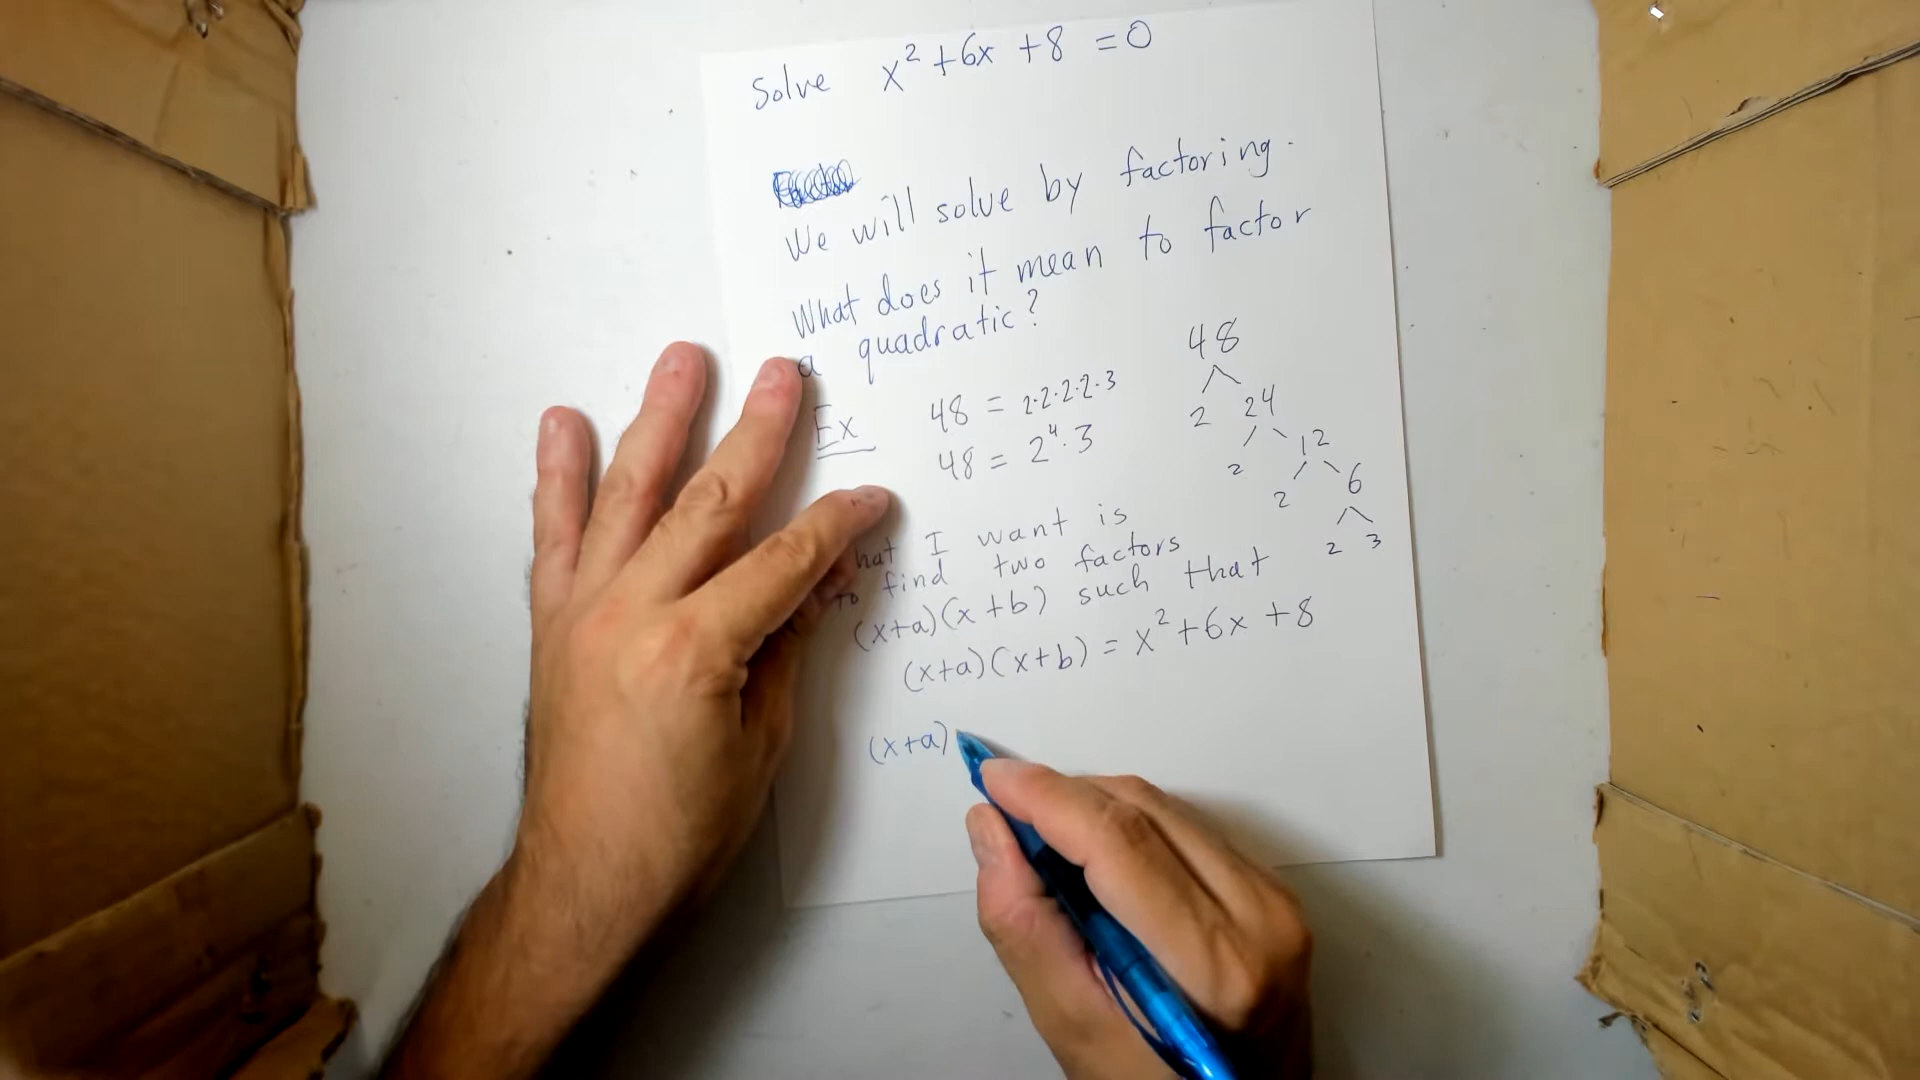 Solve x² + 6x + 8 = 0
We will solve by factoring.
What does it mean to factor
a quadratic?
Ex
48 = 2·2·2·2·3
48 = 2⁴·3
48
2 24
2 12
2 6
2 3
hat I want is
to find two factors
(x+a)(x+b) such that
(x+a)(x+b) = x² + 6x + 8
(x+a)